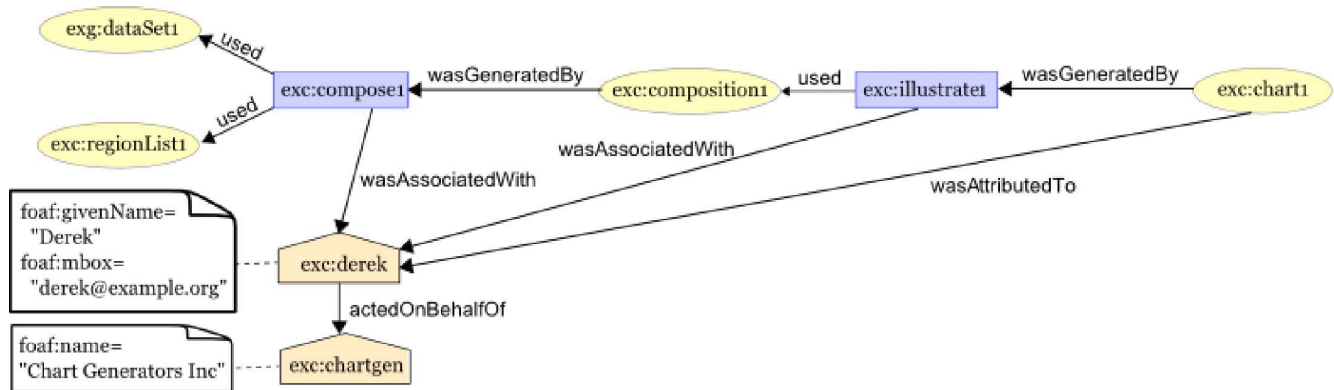 exg:dataSet1
used
wasGeneratedBy
used
wasGeneratedBy
exc:compose1
exc:composition1
exc:illustrate1
exc:chart1
used
exc:regionList1
wasAssociatedWith
wasAssociatedWith
wasAttributedTo
foaf:givenName=
"Derek"
foaf:mbox=
"derek@example.org"
exc:derek
actedOnBehalfOf
foaf:name=
"Chart Generators Inc"
exc:chartgen